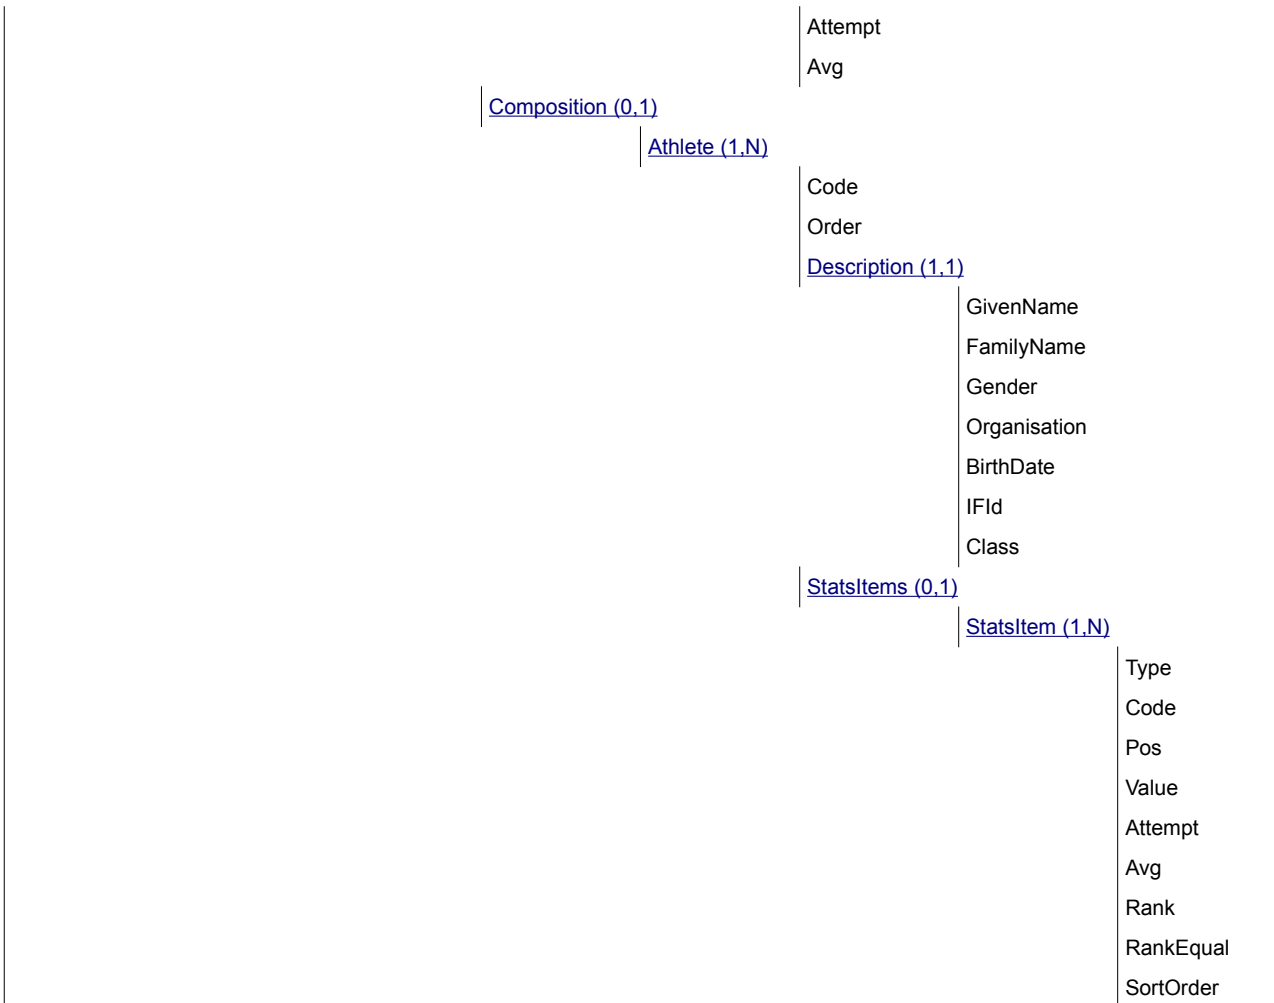 Attempt
Avg
Composition (0,1)
Athlete (1,N)
Code
Order
Description (1,1)
GivenName
FamilyName
Gender
Organisation
BirthDate
IFId
Class
StatsItems (0,1)
StatsItem (1,N)
Type
Code
Pos
Value
Attempt
Avg
Rank
RankEqual
SortOrder